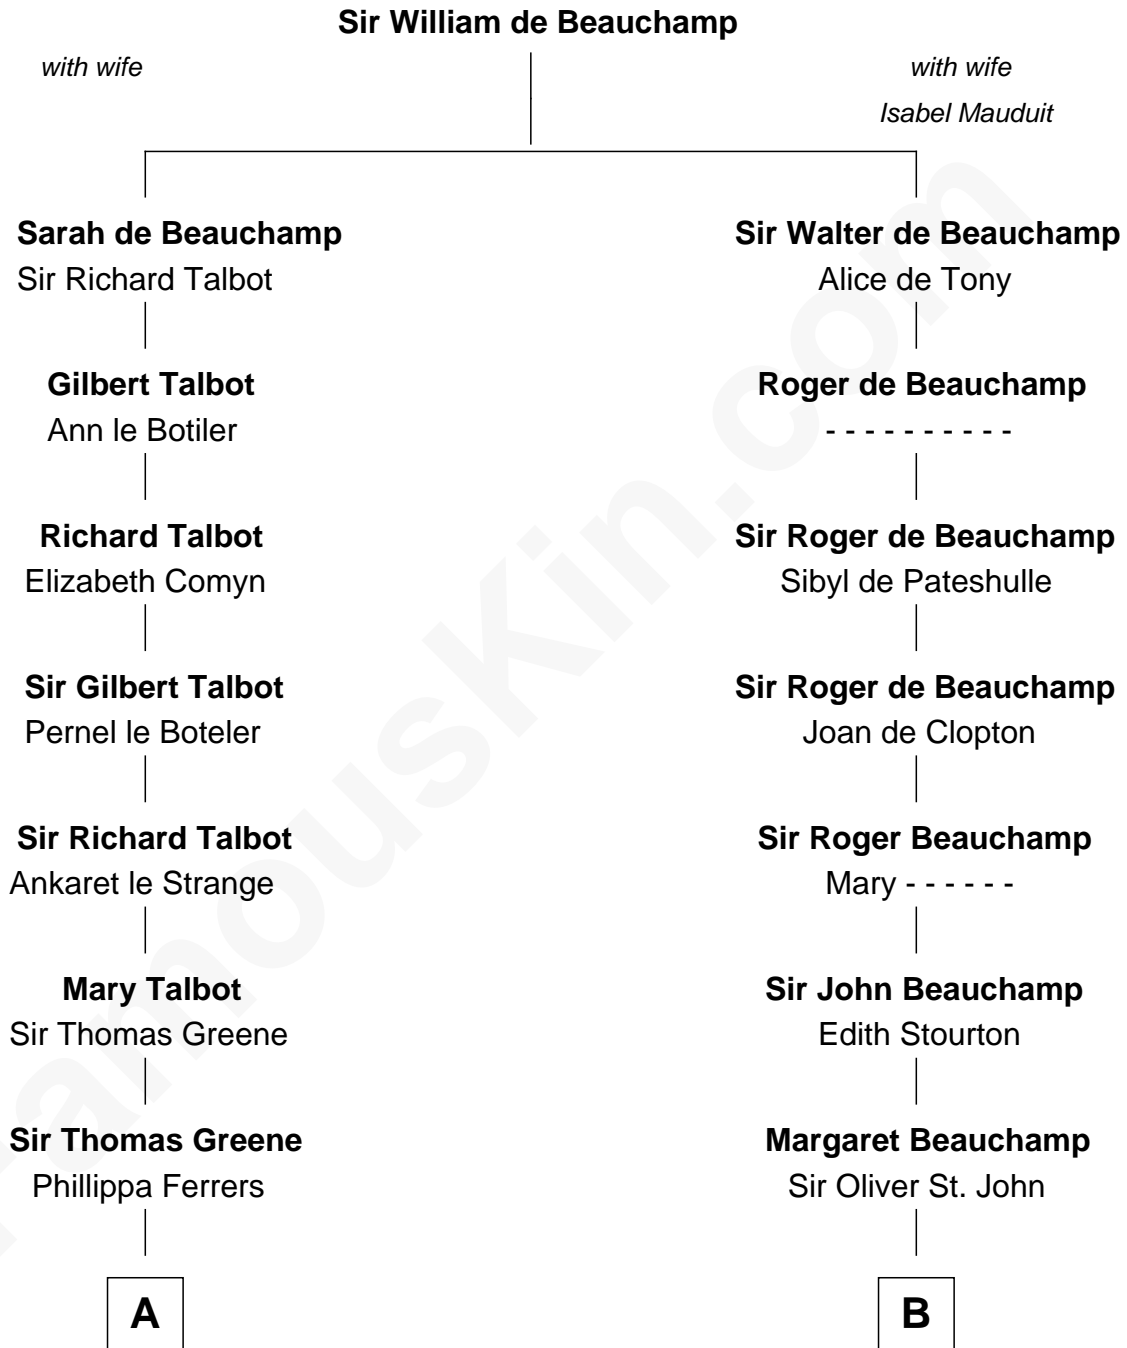 Sir William de Beauchamp
with wife
with wife
Isabel Mauduit
Sarah de Beauchamp
Sir Richard Talbot
Sir Walter de Beauchamp
Alice de Tony
Gilbert Talbot
Ann le Botiler
Roger de Beauchamp
- - - - - - - - - -
Richard Talbot
Elizabeth Comyn
Sir Roger de Beauchamp
Sibyl de Pateshulle
Sir Gilbert Talbot
Pernel le Boteler
Sir Roger de Beauchamp
Joan de Clopton
Sir Richard Talbot
Ankaret le Strange
Sir Roger Beauchamp
Mary - - - - - -
Mary Talbot
Sir Thomas Greene
Sir John Beauchamp
Edith Stourton
Sir Thomas Greene
Phillippa Ferrers
Margaret Beauchamp
Sir Oliver St. John
A
B
FamousKin.com